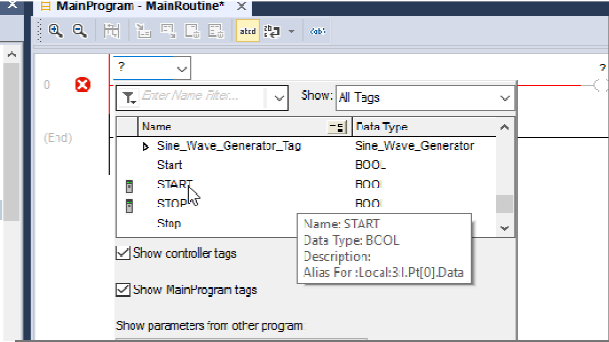 MainProgram - MainRoutine*
abcd
?
?
0
Enter Name Filter...
Show: All Tags
Name Data Type
Sine_Wave_Generator_Tag Sine_Wave_Generator
Start BOOL
START BOOL
(End)
STOP BOOL
Stop
Name: START
Data Type: BOOL
Description:
Alias For :Local:3:I.Pt[0].Data
Show controller tags
Show MainProgram tags
Show parameters from other program